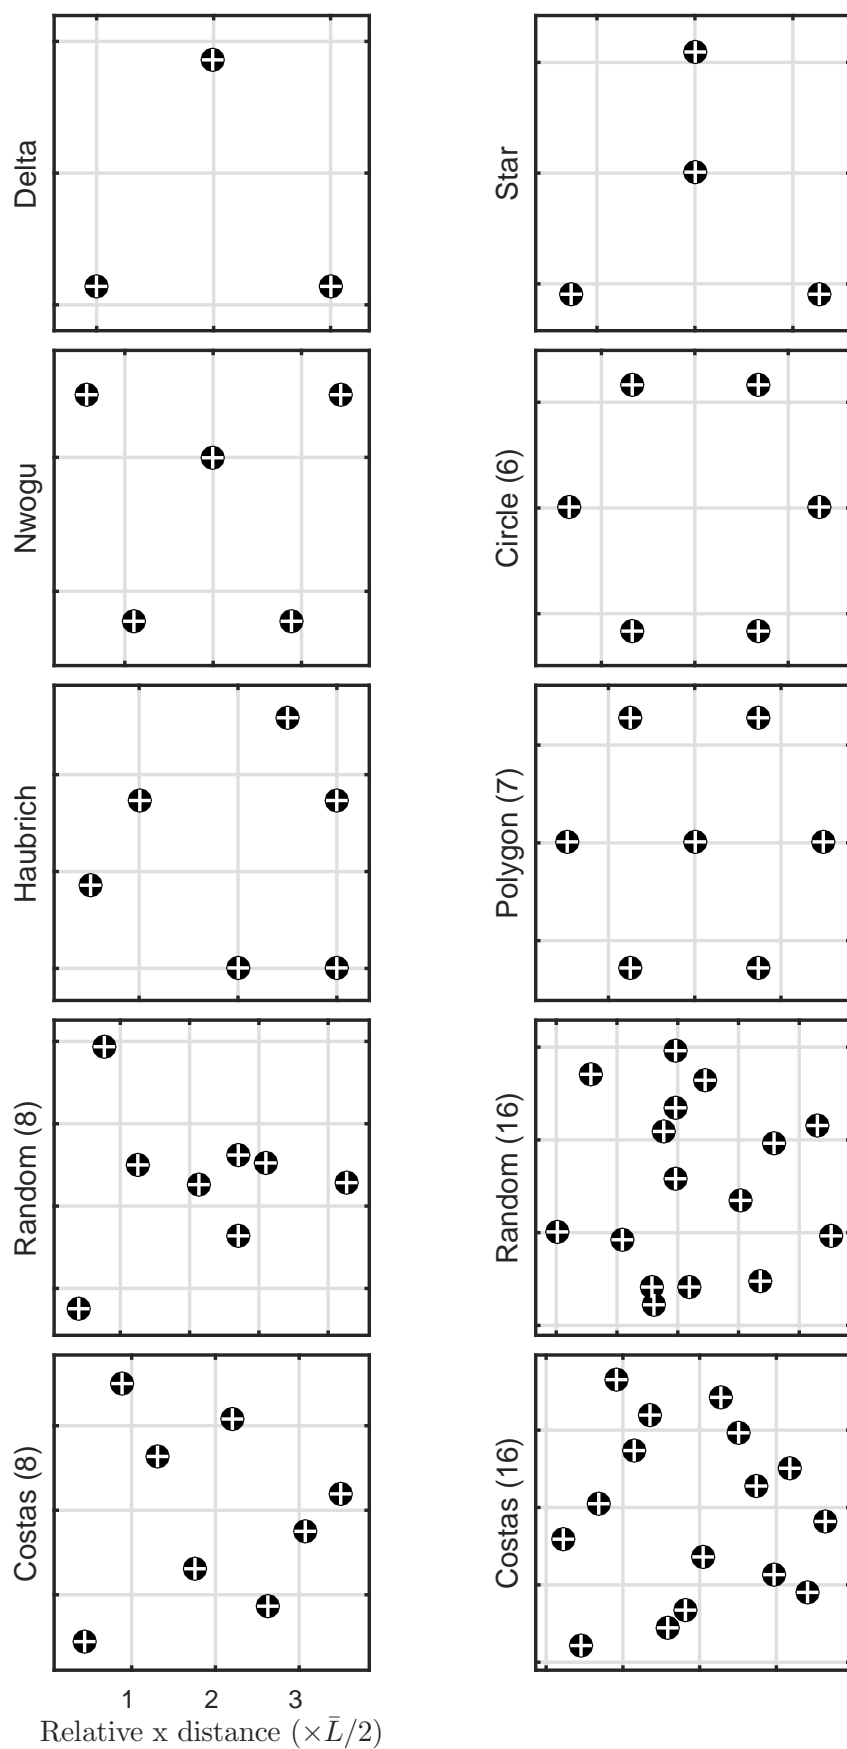 Delta
Star
Nwogu
Circle (6)
Haubrich
Polygon (7)
Random (8)
Random (16)
Costas (8)
Costas (16)
1 2 3
Relative x distance (×L̄/2)